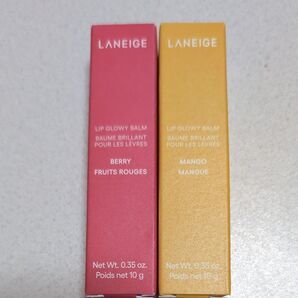 LANEIGE
LIP GLOWY BALM
BAUME BRILLANT
POUR LES LÈVRES
BERRY
FRUITS ROUGES
Net Wt. 0.35 oz.
Poids net 10 g
LANEIGE
LIP GLOWY BALM
BAUME BRILLANT
POUR LES LÈVRES
MANGO
MANGUE
Net Wt. 0.35 oz.
Poids net 10 g